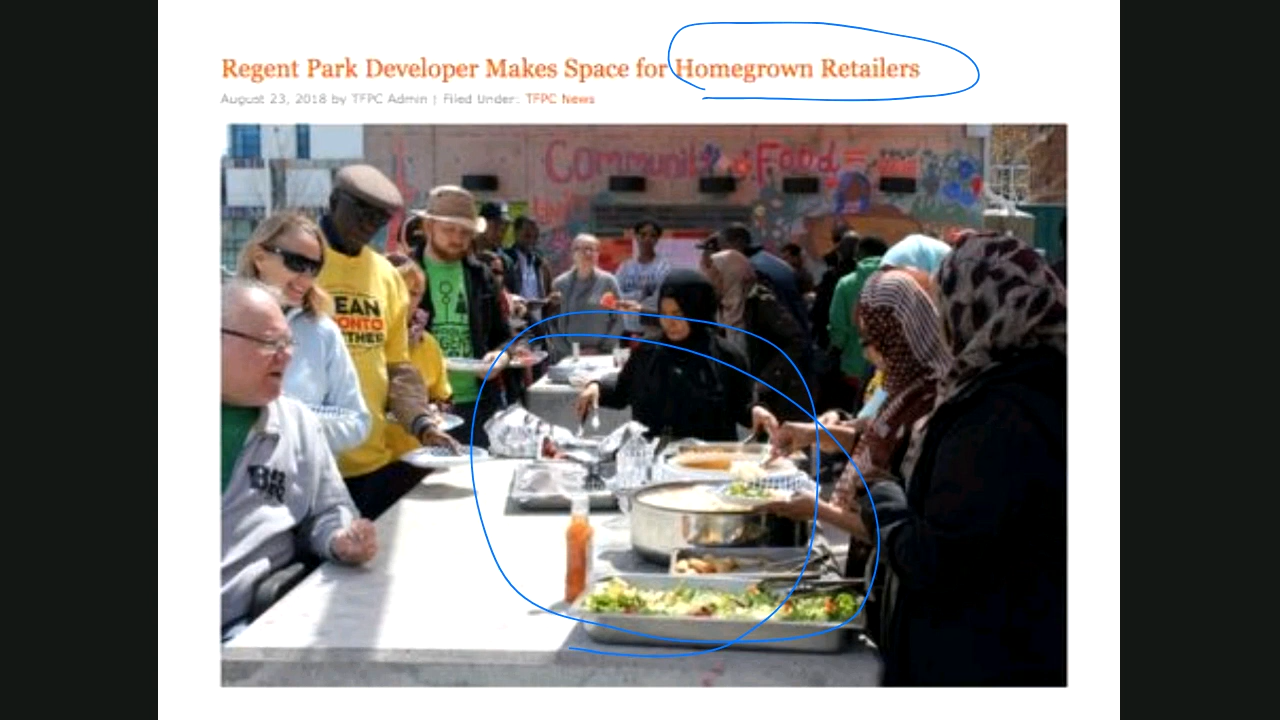 Regent Park Developer Makes Space for Homegrown Retailers
August 23, 2018 by TFPC Admin | Filed Under: TFPC News
Community Food
EAN
ONTO
THER